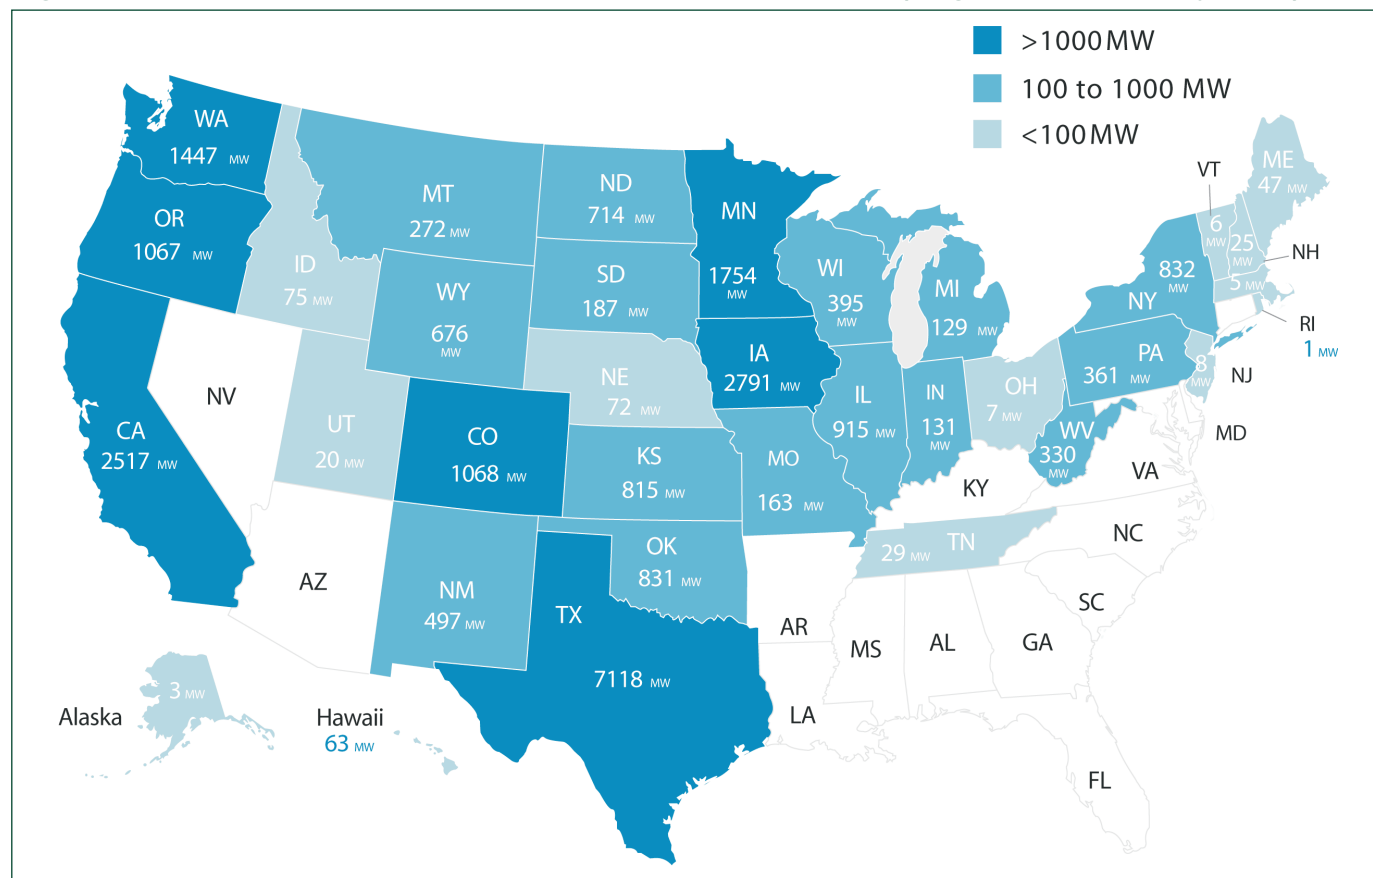 >1000 MW
100 to 1000 MW
<100 MW
WA
1447 MW
OR
1067 MW
CA
2517 MW
NV
ID
75 MW
MT
272 MW
WY
676
MW
UT
20 MW
CO
1068 MW
AZ
NM
497 MW
ND
714 MW
SD
187 MW
NE
72 MW
KS
815 MW
OK
831 MW
TX
7118 MW
MN
1754
MW
IA
2791 MW
MO
163 MW
AR
LA
WI
395
MW
IL
915 MW
MI
129 MW
IN
131
MW
OH
7 MW
KY
29 MW TN
MS
AL
GA
FL
SC
NC
VA
WV
330
MW
MD
PA
361 MW
NJ
8
MW
832
MW
NY
VT
6
MW
25
MW
NH
ME
47 MW
5 MW
RI
1 MW
Alaska
3 MW
Hawaii
63 MW